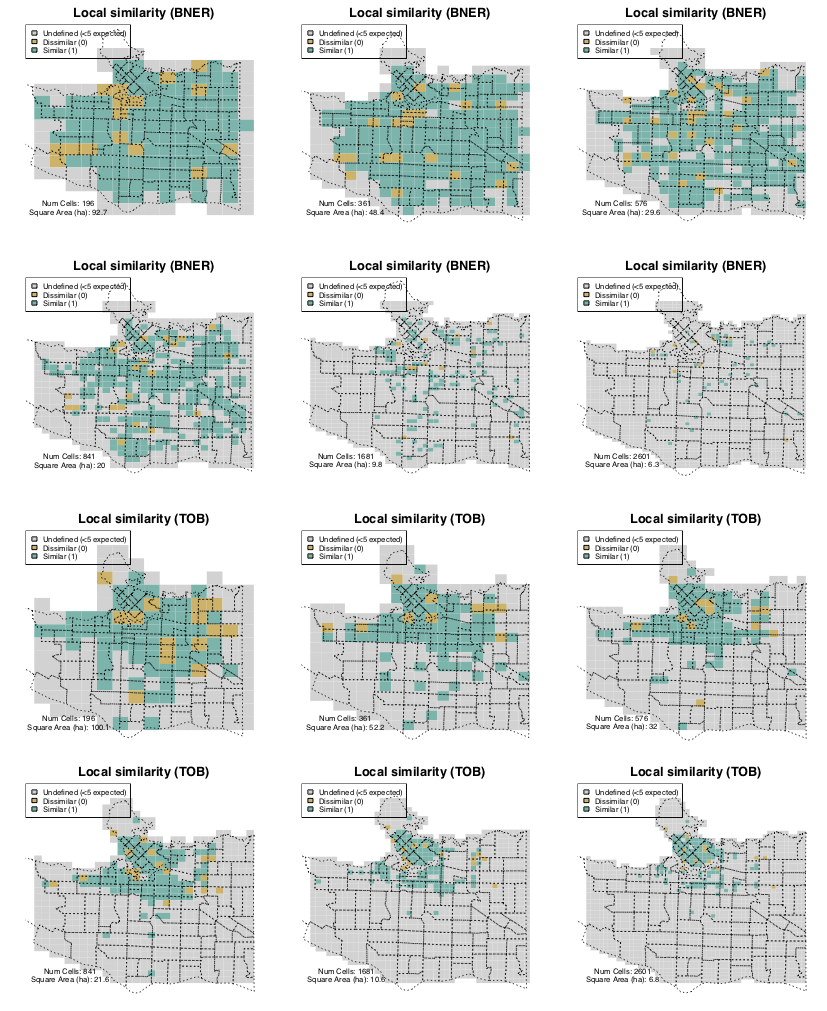 Local similarity (BNER)
Undefined (<5 expected)
Dissimilar (0)
Similar (1)
Num Cells: 196
Square Area (ha): 92.7
Local similarity (BNER)
Undefined (<5 expected)
Dissimilar (0)
Similar (1)
Num Cells: 361
Square Area (ha): 48.4
Local similarity (BNER)
Undefined (<5 expected)
Dissimilar (0)
Similar (1)
Num Cells: 576
Square Area (ha): 29.6
Local similarity (BNER)
Undefined (<5 expected)
Dissimilar (0)
Similar (1)
Num Cells: 841
Square Area (ha): 20
Local similarity (BNER)
Undefined (<5 expected)
Dissimilar (0)
Similar (1)
Num Cells: 1681
Square Area (ha): 9.8
Local similarity (BNER)
Undefined (<5 expected)
Dissimilar (0)
Similar (1)
Num Cells: 2601
Square Area (ha): 6.3
Local similarity (TOB)
Undefined (<5 expected)
Dissimilar (0)
Similar (1)
Num Cells: 196
Square Area (ha): 100.1
Local similarity (TOB)
Undefined (<5 expected)
Dissimilar (0)
Similar (1)
Num Cells: 361
Square Area (ha): 52.2
Local similarity (TOB)
Undefined (<5 expected)
Dissimilar (0)
Similar (1)
Num Cells: 576
Square Area (ha): 32
Local similarity (TOB)
Undefined (<5 expected)
Dissimilar (0)
Similar (1)
Num Cells: 841
Square Area (ha): 21.6
Local similarity (TOB)
Undefined (<5 expected)
Dissimilar (0)
Similar (1)
Num Cells: 1681
Square Area (ha): 10.6
Local similarity (TOB)
Undefined (<5 expected)
Dissimilar (0)
Similar (1)
Num Cells: 2601
Square Area (ha): 6.8